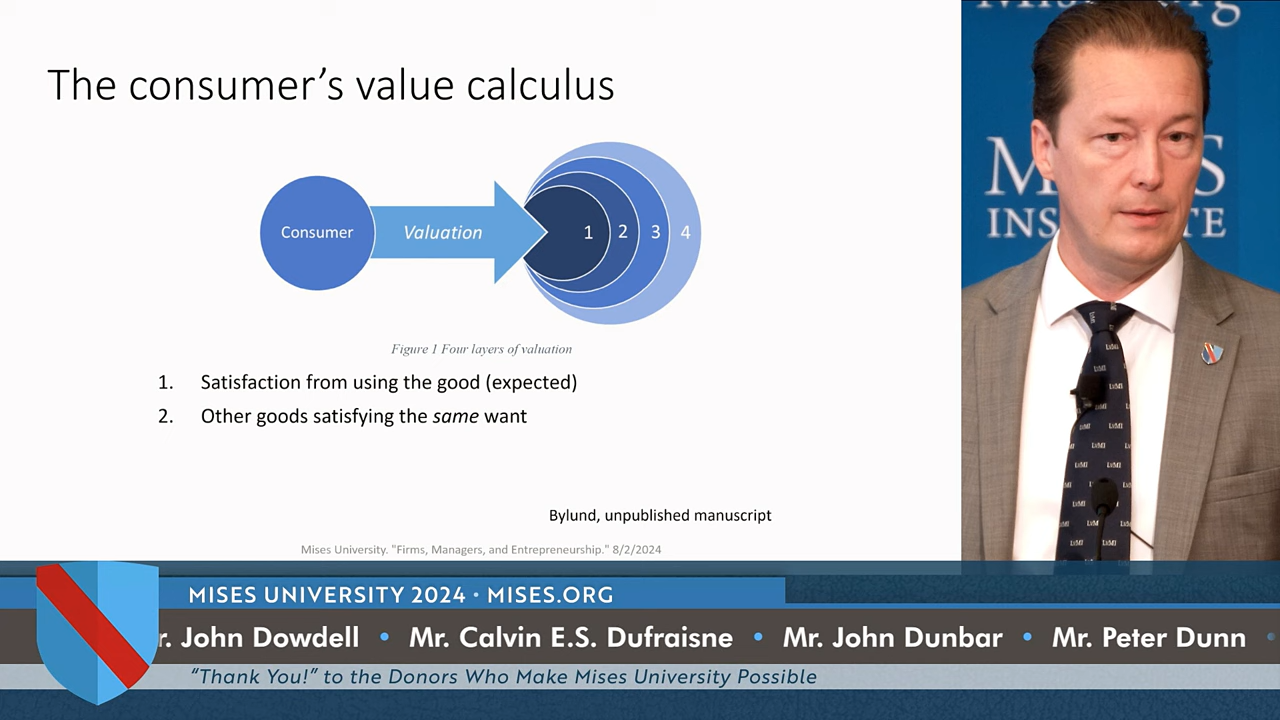 The consumer's value calculus
Consumer
Valuation
1
2
3
4
Figure 1 Four layers of valuation
1. Satisfaction from using the good (expected)
2. Other goods satisfying the same want
Bylund, unpublished manuscript
Mises University. "Firms, Managers, and Entrepreneurship." 8/2/2024
MISES UNIVERSITY 2024 • MISES.ORG
John Dowdell • Mr. Calvin E.S. Dufraisne • Mr. John Dunbar • Mr. Peter Dunn
“Thank You!” to the Donors Who Make Mises University Possible